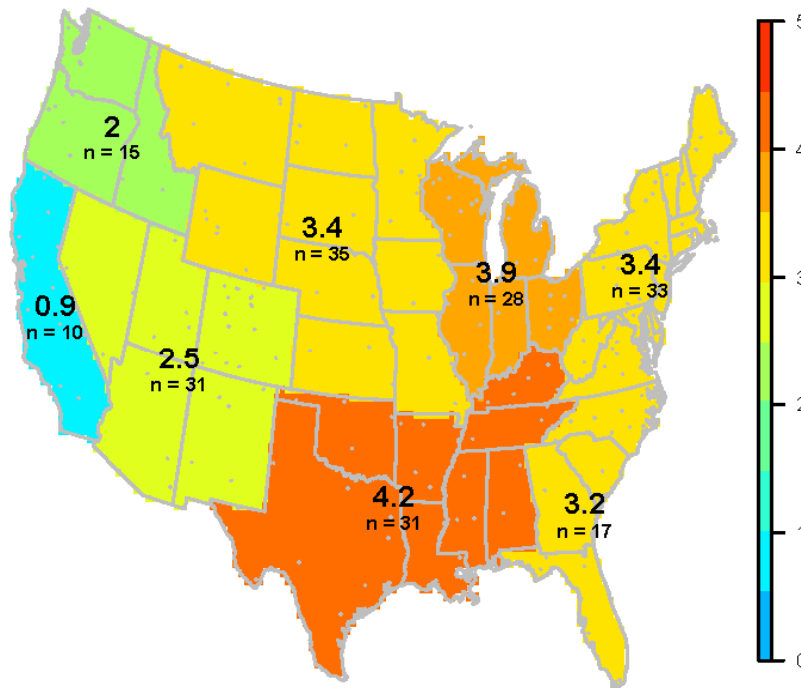 2
n = 15
3.4
n = 35
3.9
n = 28
3.4
n = 33
0.9
n = 10
2.5
n = 31
4.2
n = 31
3.2
n = 17
5
4
3
2
1
0